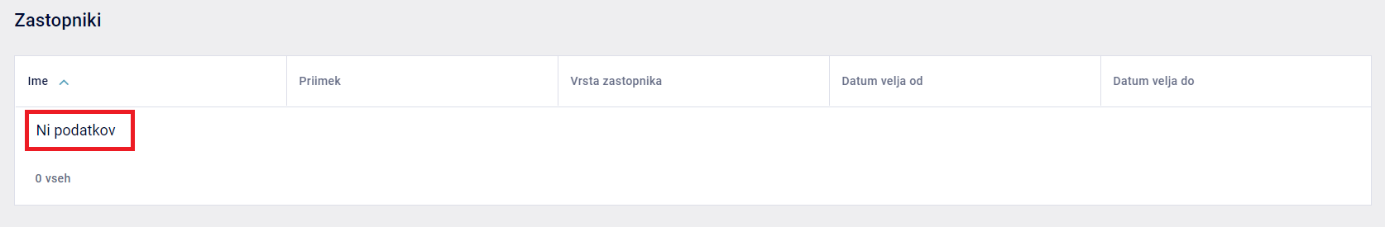 Zastopniki
Ime Priimek Vrsta zastopnika Datum velja od Datum velja do
Ni podatkov
0 vseh